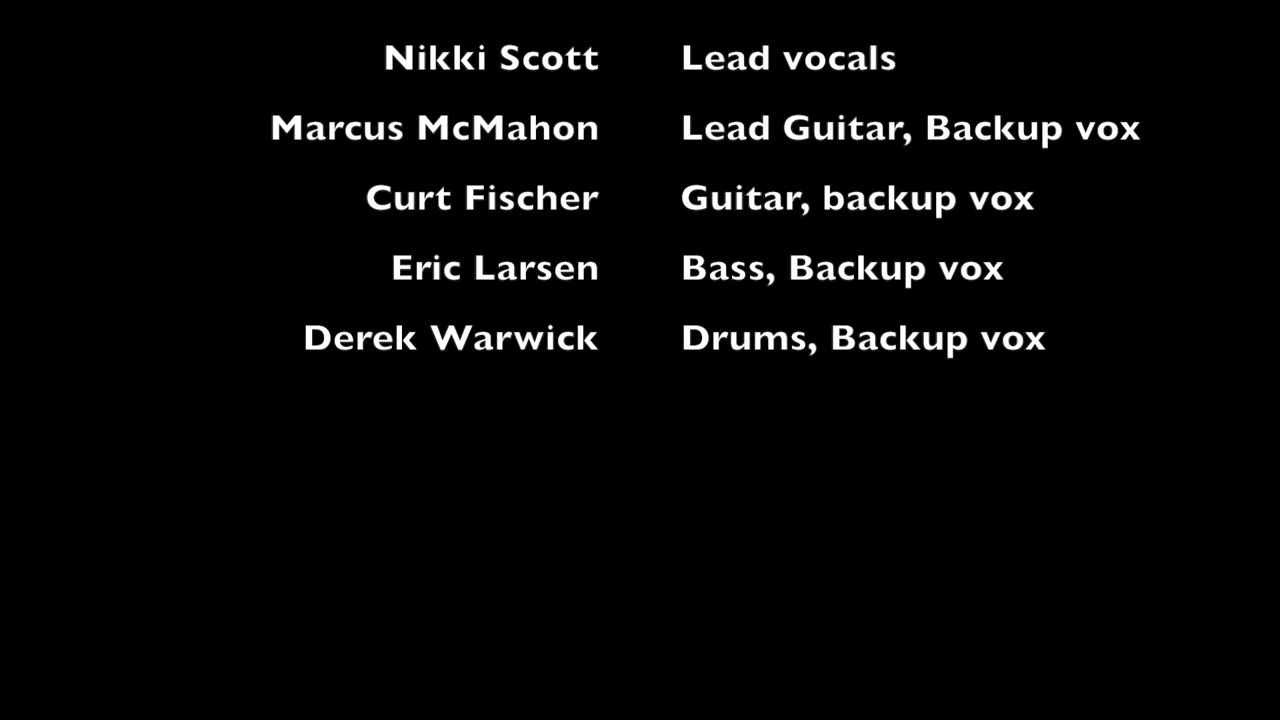 Nikki Scott Lead vocals
Marcus McMahon Lead Guitar, Backup vox
Curt Fischer Guitar, backup vox
Eric Larsen Bass, Backup vox
Derek Warwick Drums, Backup vox